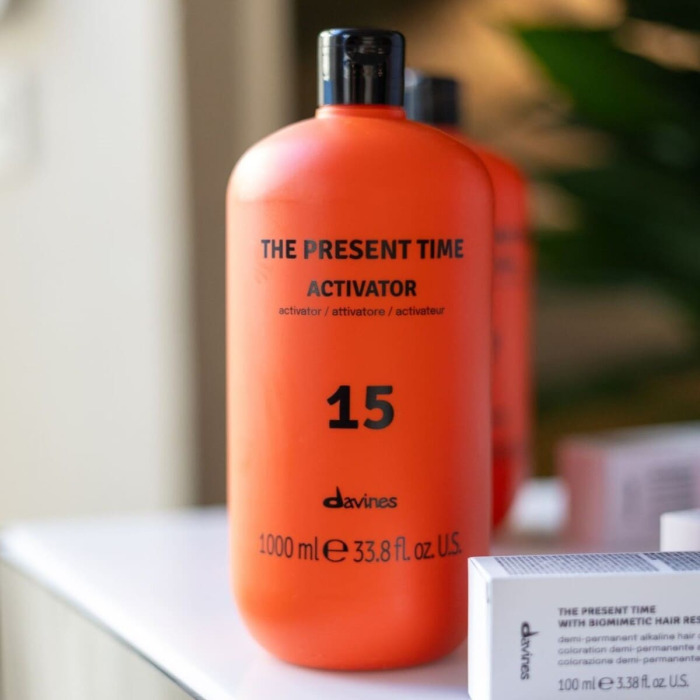 THE PRESENT TIME
ACTIVATOR
activator / attivatore / activateur
15
davines
1000 ml ℮ 33.8 fl. oz. U.S.
davines
THE PRESENT TIME
WITH BIOMIMETIC HAIR
demi-permanent alkaline hair
coloration demi-permanente
colorazione demi-permanente
100 ml ℮ 3.38 fl. oz. U.S.